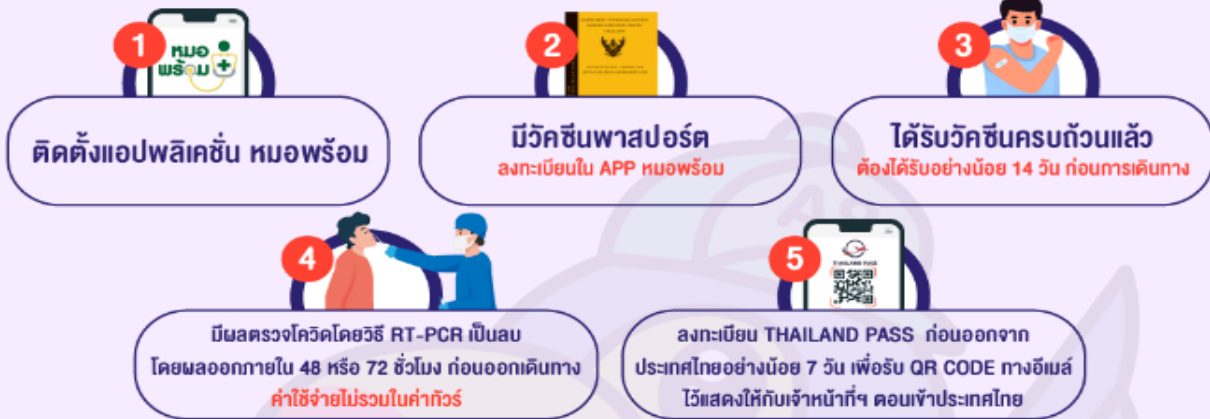 1
หมอ
พร้อม
ติดตั้งแอปพลิเคชั่น หมอพร้อม
2
มีวัคซีนพาสปอร์ต
ลงทะเบียนใน APP หมอพร้อม
3
ได้รับวัคซีนครบถ้วนแล้ว
ต้องได้รับอย่างน้อย 14 วัน ก่อนการเดินทาง
4
มีผลตรวจโควิดโดยวิธี RT-PCR เป็นลบ
โดยผลออกภายใน 48 หรือ 72 ชั่วโมง ก่อนออกเดินทาง
ค่าใช้จ่ายไม่รวมในค่าทัวร์
5
THAILAND PASS
ลงทะเบียน THAILAND PASS ก่อนออกจาก
ประเทศไทยอย่างน้อย 7 วัน เพื่อรับ QR CODE ทางอีเมล์
ไว้แสดงให้กับเจ้าหน้าที่ฯ ตอนเข้าประเทศไทย